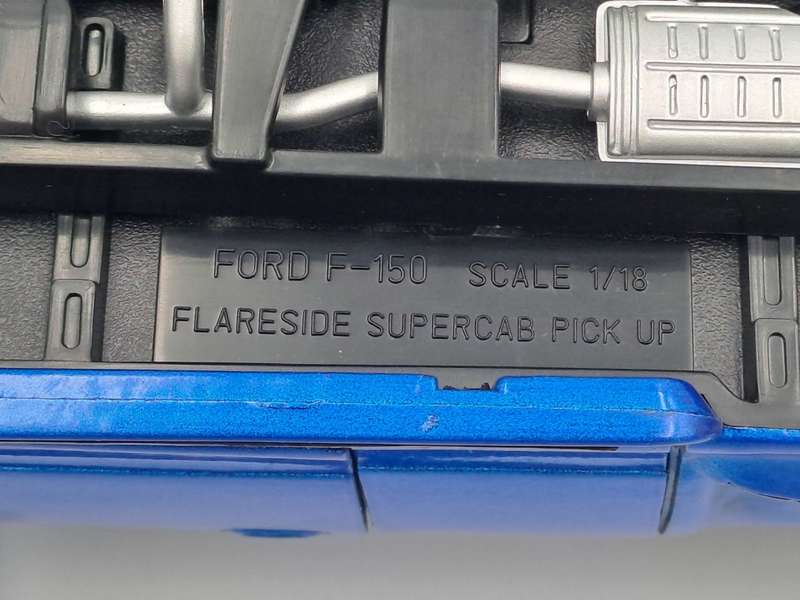 FORD F-150 SCALE 1/18
FLARESIDE SUPERCAB PICK UP